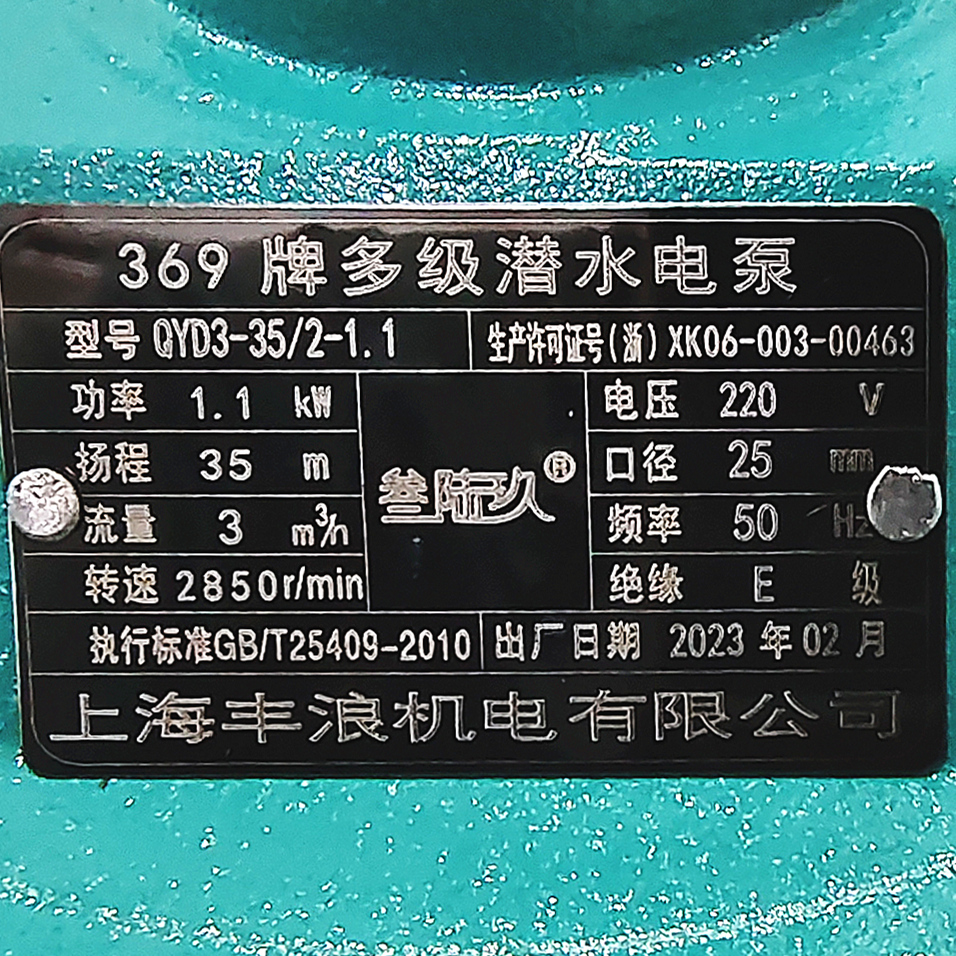 369 牌多级潜水电泵
型号 QYD3-35/2-1.1 生产许可证号(浙) XK06-003-00463
功率 1.1 kW 电压 220 V
扬程 35 m 口径 25 mm
叁陆玖®
流量 3 m³/h 频率 50 Hz
转速 2850r/min 绝缘 E 级
执行标准GB/T25409-2010 出厂日期 2023 年 02 月
上海丰浪机电有限公司